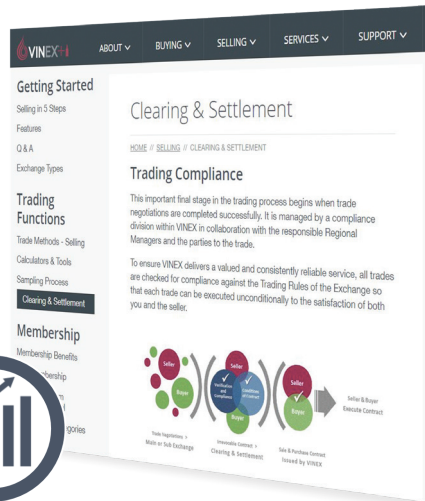 VINEX
ABOUT
BUYING
SELLING
SERVICES
SUPPORT
Getting Started
Selling in 5 Steps
Features
Q & A
Exchange Types
Trading
Functions
Trade Methods - Selling
Calculators & Tools
Sampling Process
Clearing & Settlement
Membership
Membership Benefits
Clearing & Settlement
HOME // SELLING // CLEARING & SETTLEMENT
Trading Compliance
This important final stage in the trading process begins when trade
negotiations are completed successfully. It is managed by a compliance
division within VINEX in collaboration with the responsible Regional
Managers and the parties to the trade.
To ensure VINEX delivers a valued and consistently reliable service, all trades
are checked for compliance against the Trading Rules of the Exchange so
that each trade can be executed unconditionally to the satisfaction of both
you and the seller.
Seller
Buyer
Trade Negotiations >
Main or Sub Exchange
Seller
Verification
and
Compliance
Conditions
of Contract
Buyer
Irrevocable Contract >
Clearing & Settlement
Seller
Buyer
Sale & Purchase Contract
Issued by VINEX
Seller & Buyer
Execute Contract